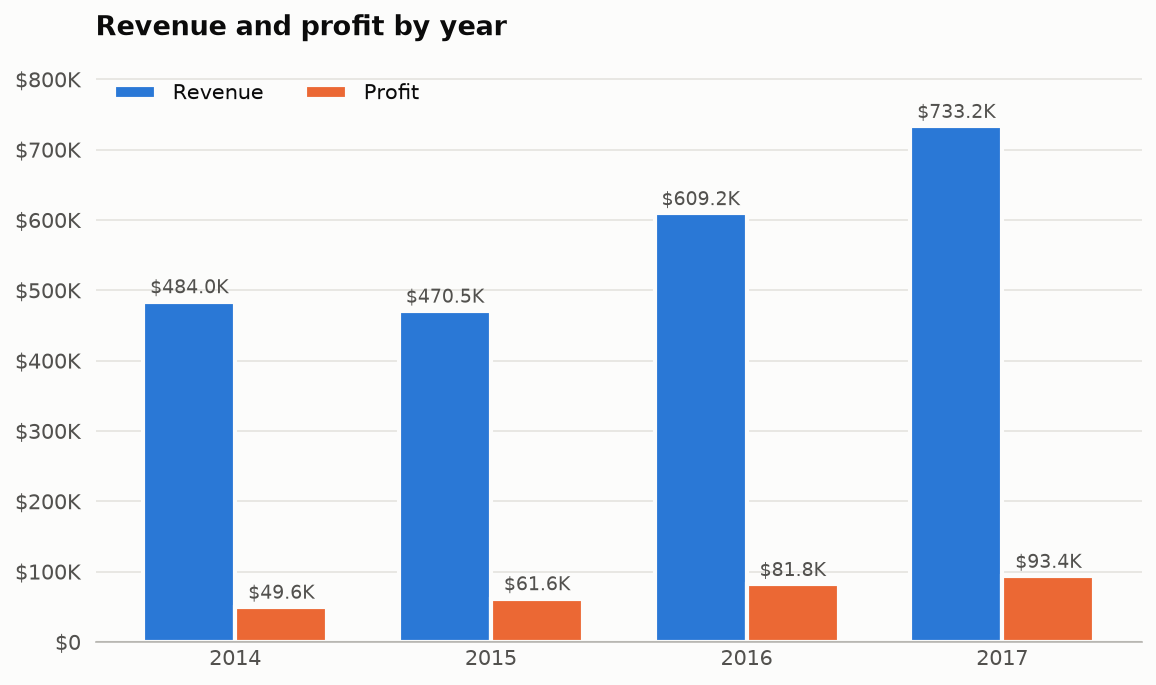 Revenue and profit by year
$800K
Revenue Profit
$733.2K
$700K
$609.2K
$600K
$500K
$484.0K
$470.5K
$400K
$300K
$200K
$100K
$49.6K
$61.6K
$81.8K
$93.4K
$0
2014 2015 2016 2017